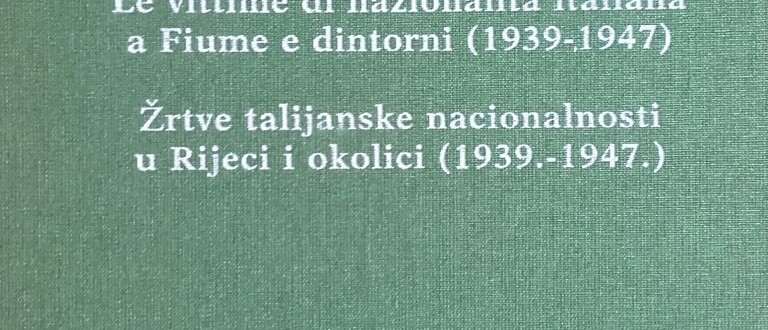 Le vittime di nazionalità italiana
a Fiume e dintorni (1939-1947)
Žrtve talijanske nacionalnosti
u Rijeci i okolici (1939.-1947.)